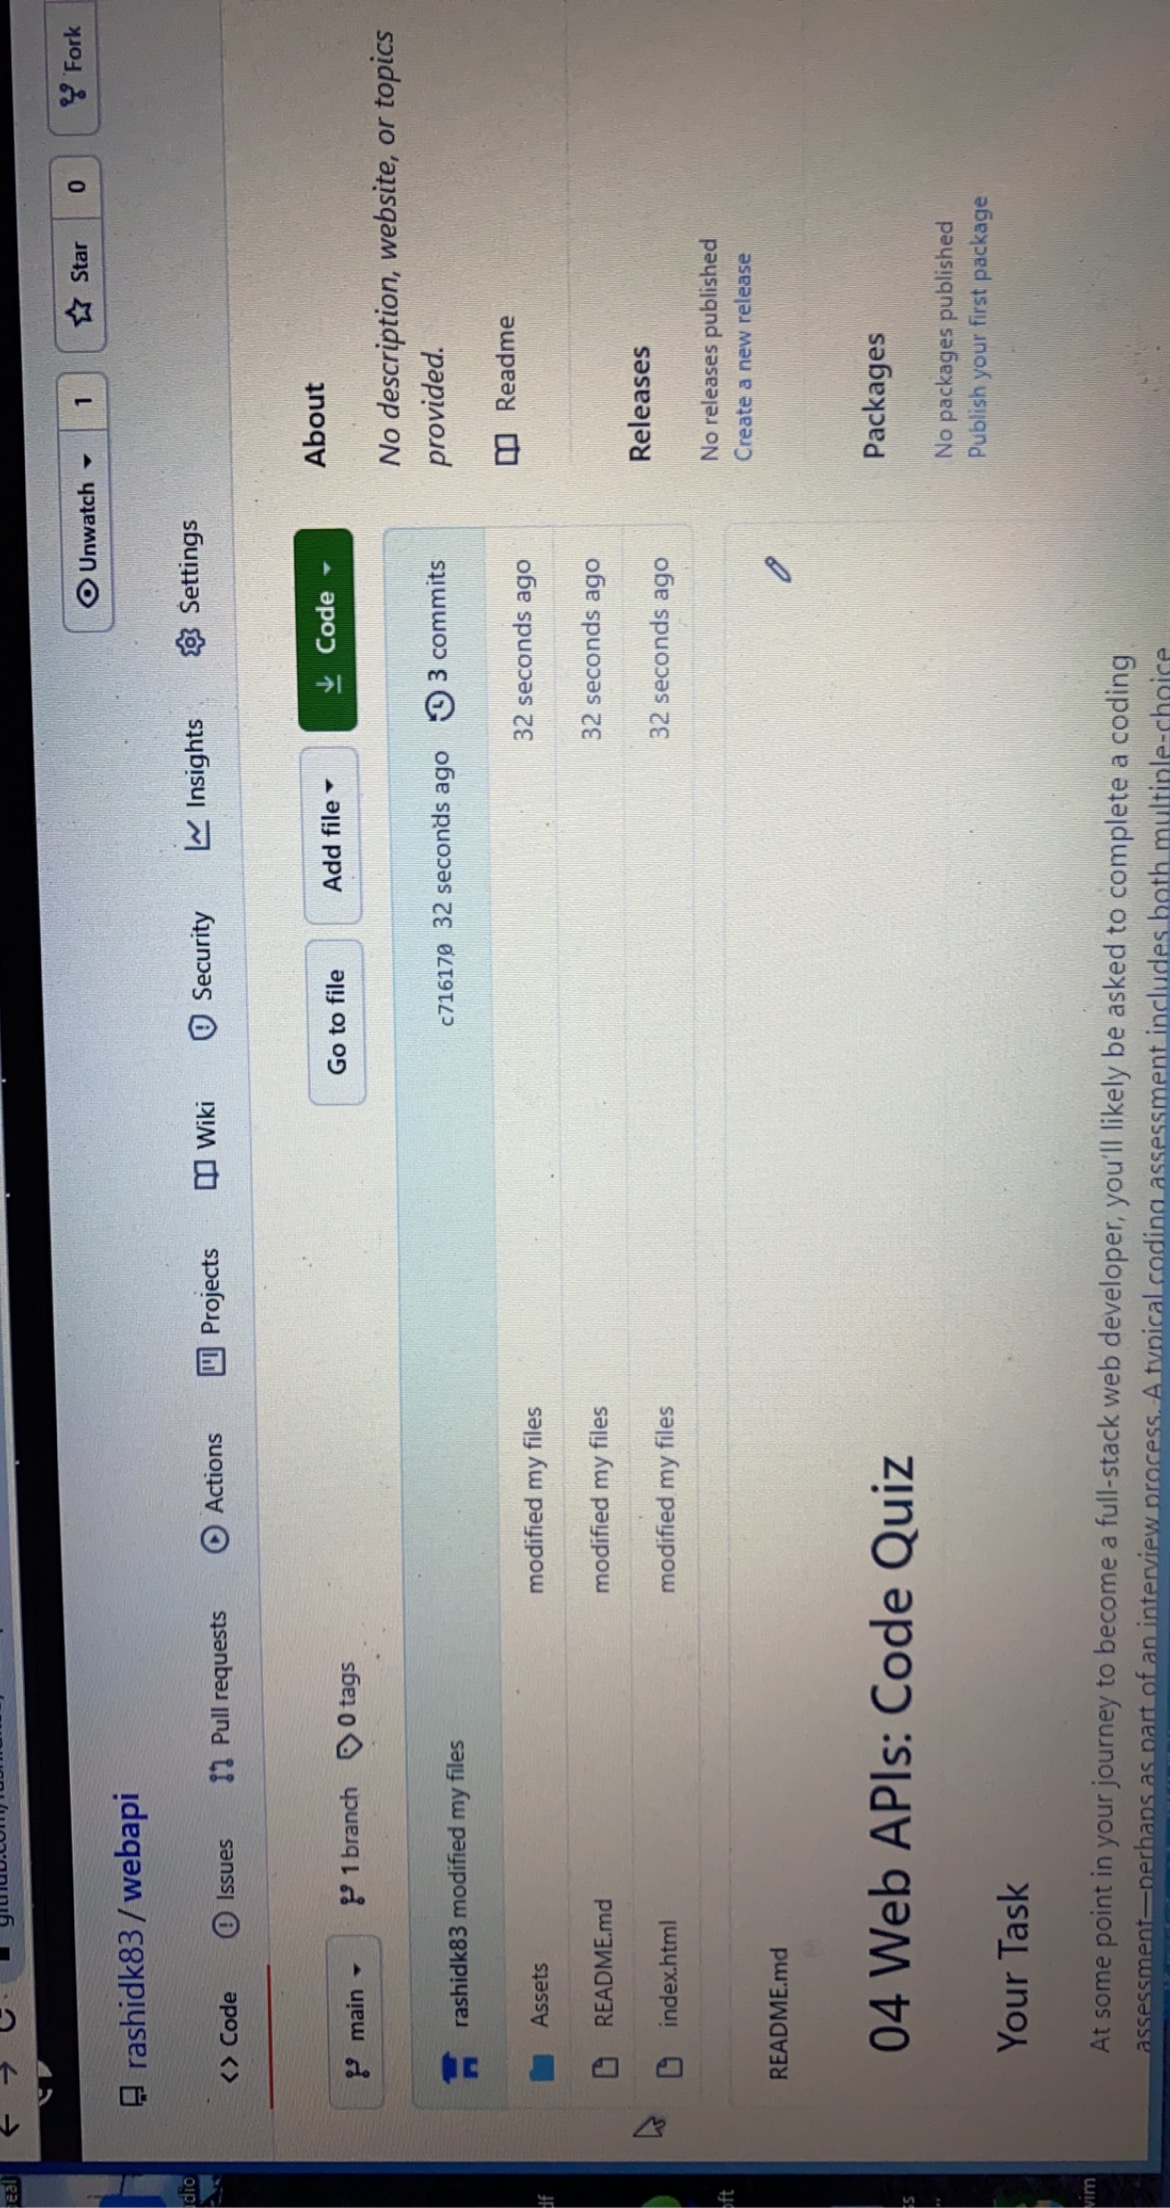 rashidk83 / webapi
Unwatch 1 Star 0 Fork
Code Issues Pull requests Actions Projects Wiki Security Insights Settings
main 1 branch 0 tags Go to file Add file Code
rashidk83 modified my files c716170 32 seconds ago 3 commits
Assets modified my files 32 seconds ago
README.md modified my files 32 seconds ago
index.html modified my files 32 seconds ago
README.md
04 Web APIs: Code Quiz
Your Task
At some point in your journey to become a full-stack web developer, you'll likely be asked to complete a coding
assessment—perhaps as part of an interview process. A typical coding assessment includes both multiple-choice
About
No description, website, or topics
provided.
Readme
Releases
No releases published
Create a new release
Packages
No packages published
Publish your first package